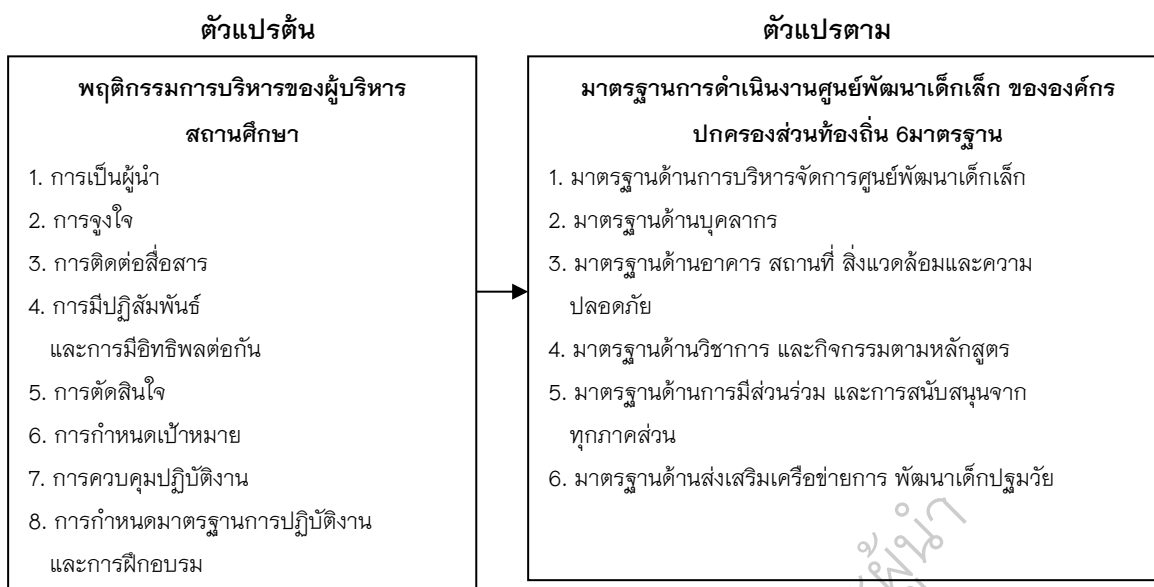 ตัวแปรต้น
พฤติกรรมการบริหารของผู้บริหาร
สถานศึกษา
1. การเป็นผู้นำ
2. การจูงใจ
3. การติดต่อสื่อสาร
4. การมีปฏิสัมพันธ์
และการมีอิทธิพลต่อกัน
5. การตัดสินใจ
6. การกำหนดเป้าหมาย
7. การควบคุมปฏิบัติงาน
8. การกำหนดมาตรฐานการปฏิบัติงาน
และการฝึกอบรม
ตัวแปรตาม
มาตรฐานการดำเนินงานศูนย์พัฒนาเด็กเล็ก ขององค์กร
ปกครองส่วนท้องถิ่น 6มาตรฐาน
1. มาตรฐานด้านการบริหารจัดการศูนย์พัฒนาเด็กเล็ก
2. มาตรฐานด้านบุคลากร
3. มาตรฐานด้านอาคาร สถานที่ สิ่งแวดล้อมและความ
ปลอดภัย
4. มาตรฐานด้านวิชาการ และกิจกรรมตามหลักสูตร
5. มาตรฐานด้านการมีส่วนร่วม และการสนับสนุนจาก
ทุกภาคส่วน
6. มาตรฐานด้านส่งเสริมเครือข่ายการ พัฒนาเด็กปฐมวัย
ผู้นำ